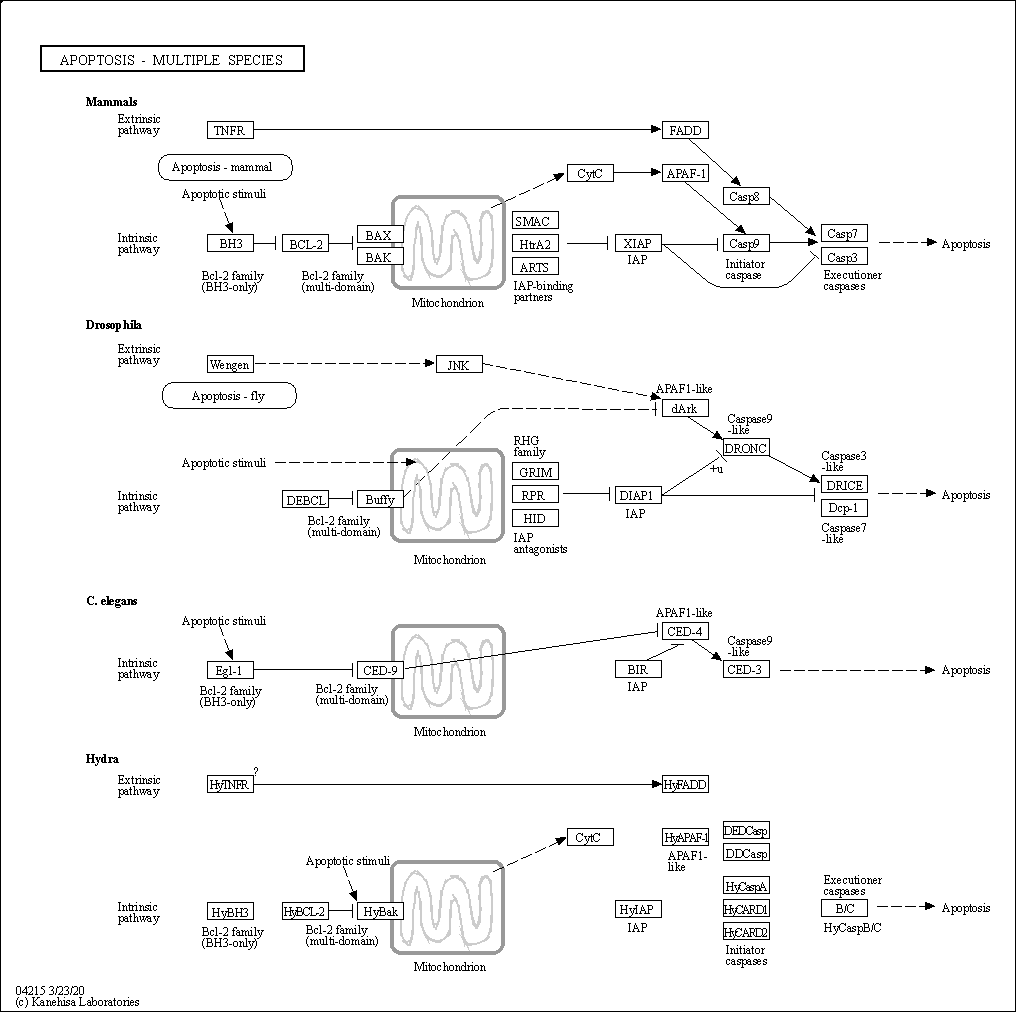 APOPTOSIS - MULTIPLE SPECIES
Mammals
Extrinsic
pathway
TNFR
FADD
Apoptosis - mammal
CytC
APAF-1
Apoptotic stimuli
Casp8
Intrinsic
pathway
BH3
BCL-2
BAX
BAK
SMAC
HtrA2
ARTS
XIAP
IAP
Casp9
Initiator
caspase
Casp7
Casp3
Executioner
caspases
Apoptosis
Bcl-2 family
(BH3-only)
Bcl-2 family
(multi-domain)
Mitochondrion
IAP-binding
partners
Drosophila
Extrinsic
pathway
Wengen
JNK
Apoptosis - fly
APAF1-like
dArk
Caspase9
-like
DRONC
+u
Apoptotic stimuli
RHG
family
GRIM
RPR
HID
IAP
antagonists
Intrinsic
pathway
DEBCL
Buffy
Bcl-2 family
(multi-domain)
Mitochondrion
DIAP1
IAP
Caspase3
-like
DRICE
Dcp-1
Caspase7
-like
Apoptosis
C. elegans
Apoptotic stimuli
APAF1-like
CED-4
Caspase9
-like
Intrinsic
pathway
Egl-1
CED-9
BIR
IAP
CED-3
Apoptosis
Bcl-2 family
(BH3-only)
Bcl-2 family
(multi-domain)
Mitochondrion
Hydra
Extrinsic
pathway
HyTNFR
?
HyFADD
CytC
HyAPAF-1
APAF1-
like
DEDCasp
DDCasp
Apoptotic stimuli
HyCaspA
HyCARD1
HyCARD2
Initiator
caspases
Intrinsic
pathway
HyBH3
HyBCL-2
HyBak
HyIAP
IAP
Executioner
caspases
B/C
HyCaspB/C
Apoptosis
Bcl-2 family
(BH3-only)
Bcl-2 family
(multi-domain)
Mitochondrion
04215 3/23/20
(c) Kanehisa Laboratories